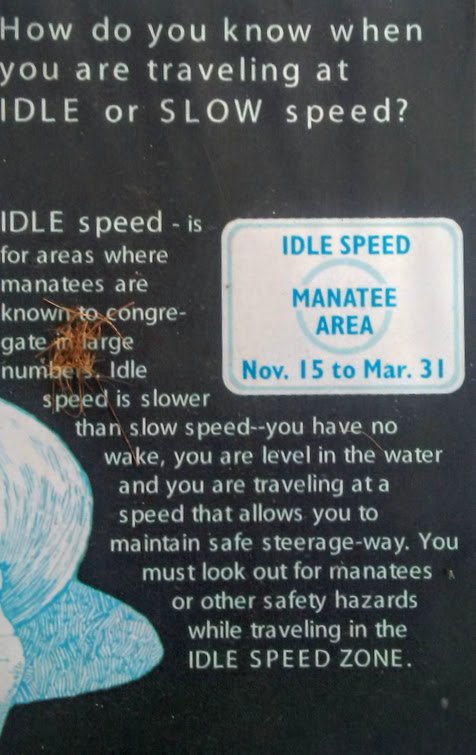 How do you know when
you are traveling at
IDLE or SLOW speed?
IDLE speed - is
for areas where
manatees are
known to congre-
gate in large
numbers. Idle
speed is slower
than slow speed--you have no
wake, you are level in the water
and you are traveling at a
speed that allows you to
maintain safe steerage-way. You
must look out for manatees
or other safety hazards
while traveling in the
IDLE SPEED ZONE.
IDLE SPEED
MANATEE
AREA
Nov. 15 to Mar. 31